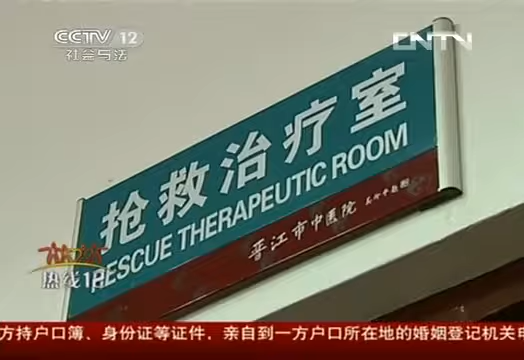 CCTV 12
社会与法
CNTN
抢救治疗室
RESCUE THERAPEUTIC ROOM
晋江市中医院
热线12
方持户口簿、身份证等证件，亲自到一方户口所在地的婚姻登记机关申